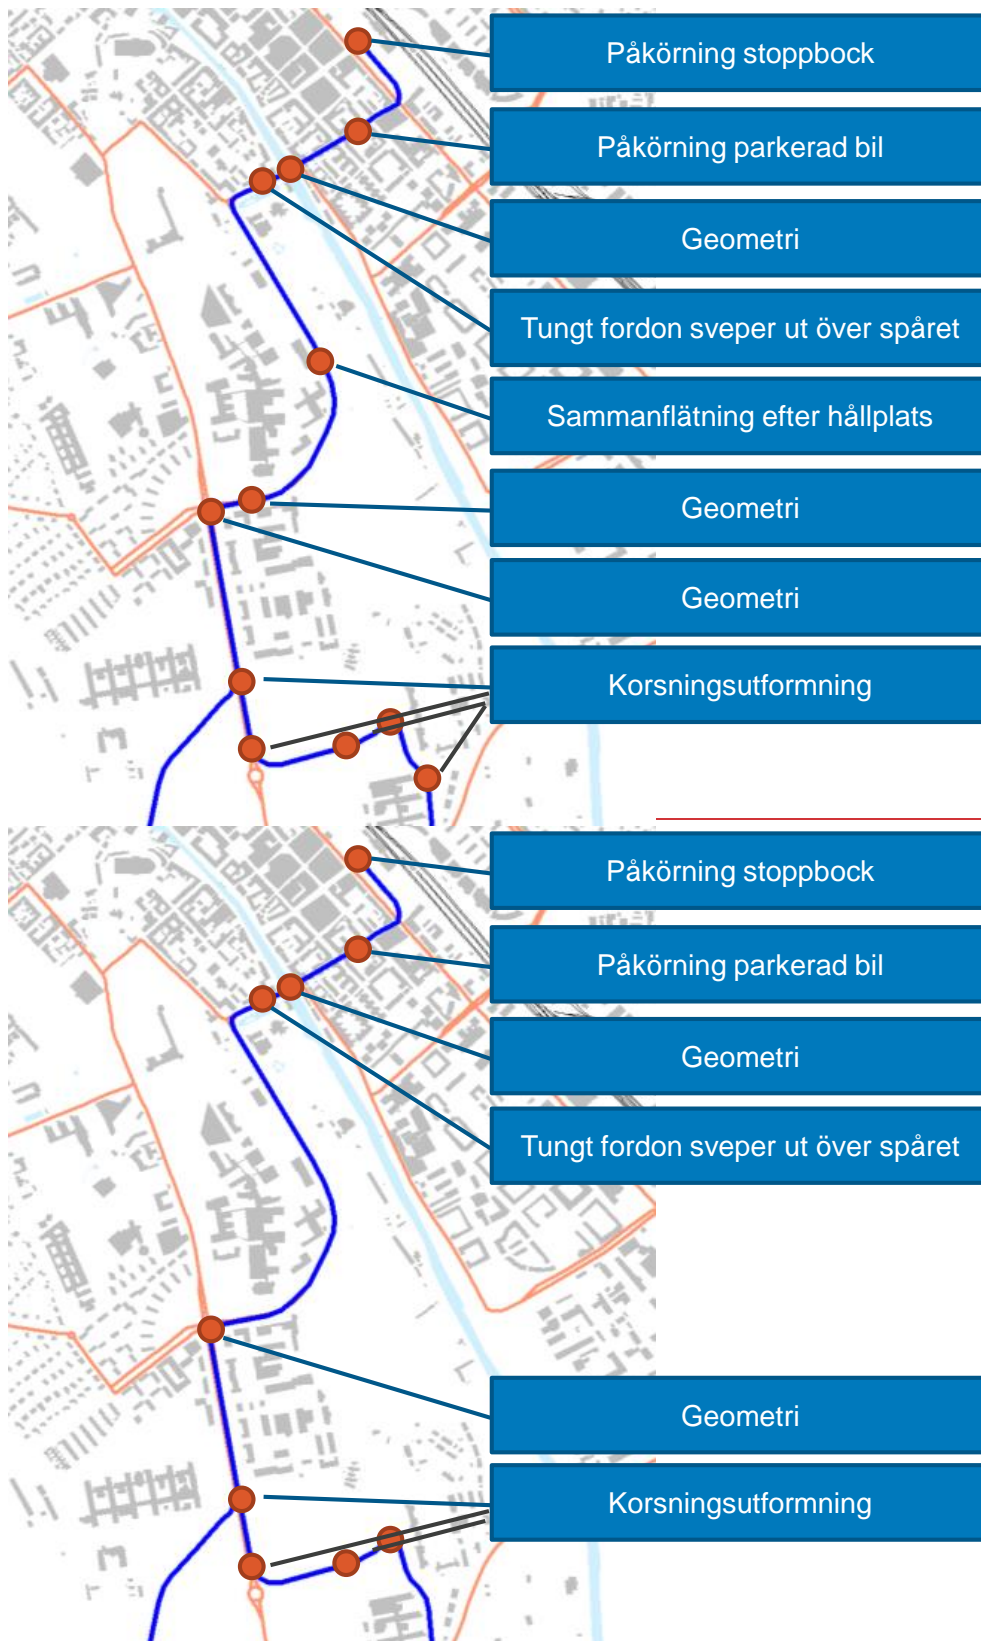 Påkörning stoppbock
Påkörning parkerad bil
Geometri
Tungt fordon sveper ut över spåret
Sammanflätning efter hållplats
Geometri
Geometri
Korsningsutformning
Påkörning stoppbock
Påkörning parkerad bil
Geometri
Tungt fordon sveper ut över spåret
Geometri
Korsningsutformning